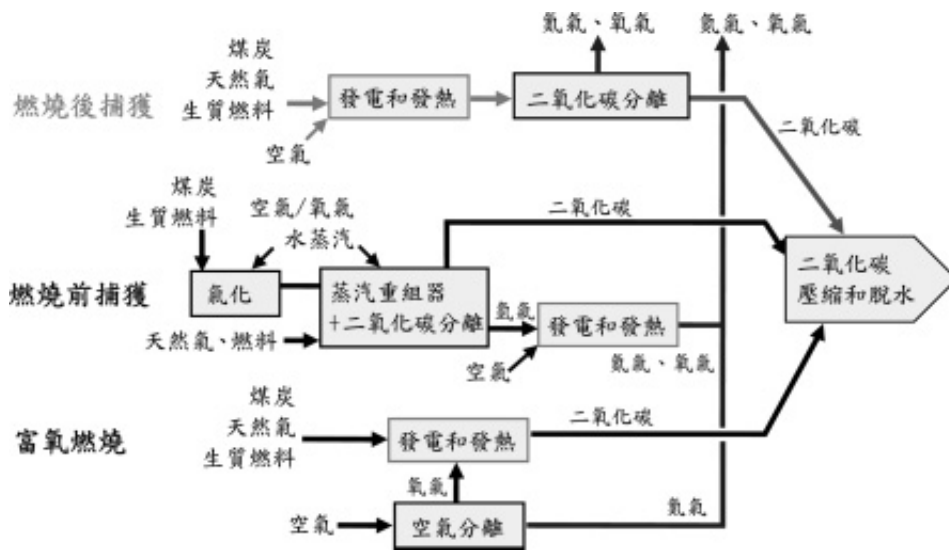 氮氣、氧氣
氮氣、氧氣
煤炭
天然氣
生質燃料
燃燒後捕獲
發電和發熱
二氧化碳分離
空氣
二氧化碳
煤炭
生質燃料
空氣/氧氣
水蒸汽
二氧化碳
燃燒前捕獲
氣化
蒸汽重組器
+二氧化碳分離
氫氣
發電和發熱
二氧化碳
壓縮和脫水
天然氣、燃料
空氣
氮氣、氧氣
煤炭
天然氣
生質燃料
富氧燃燒
發電和發熱
二氧化碳
氧氣
空氣
空氣分離
氮氣